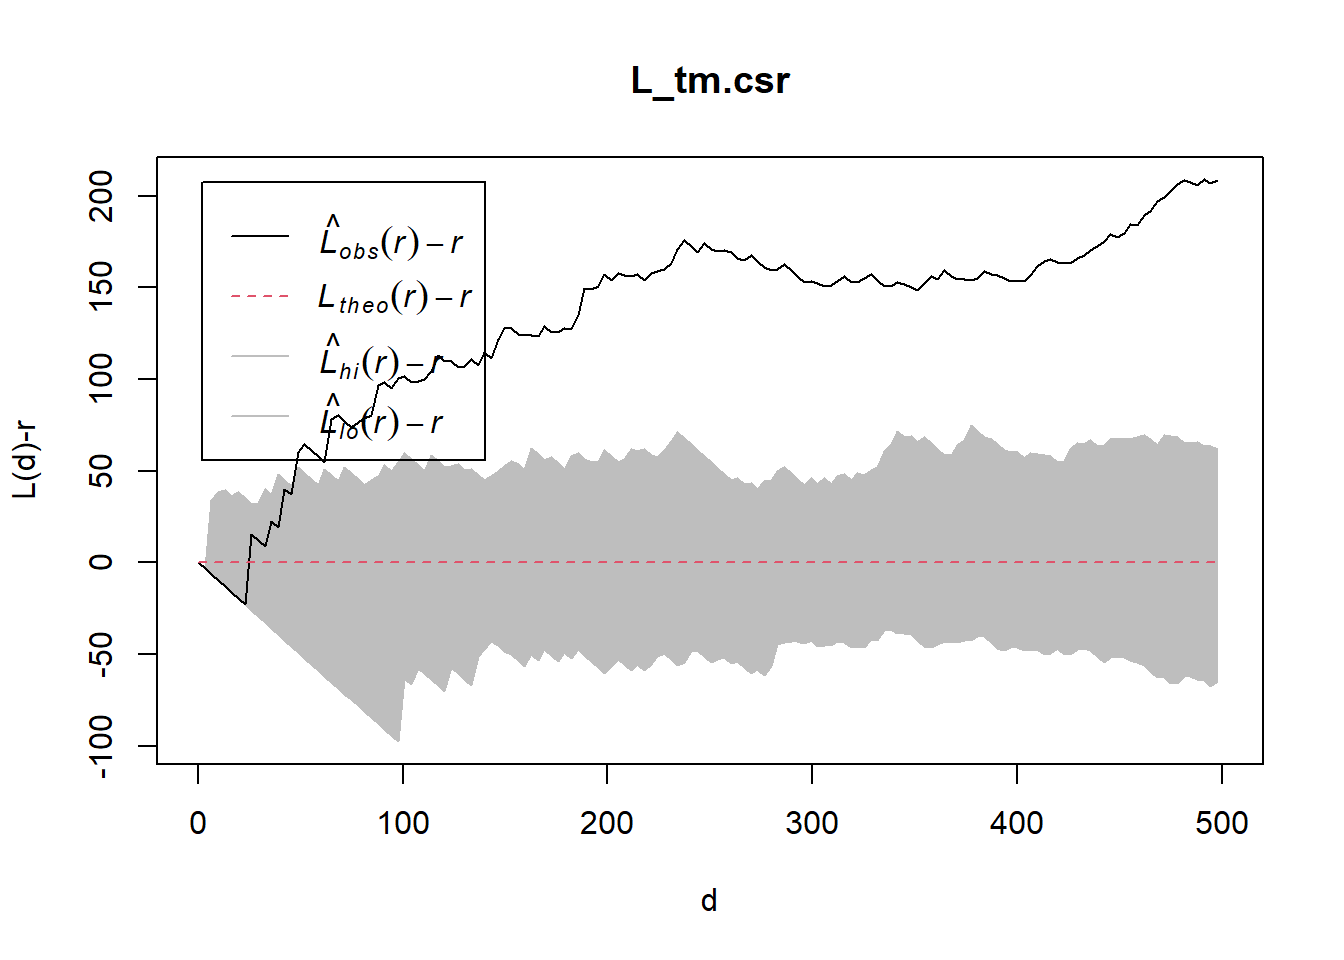 L_tm.csr
L̂obs(r) – r
Ltheo(r) – r
L̂hi(r) – r
L̂lo(r) – r
L(d)-r
200
150
100
50
0
-50
-100
0 100 200 300 400 500
d